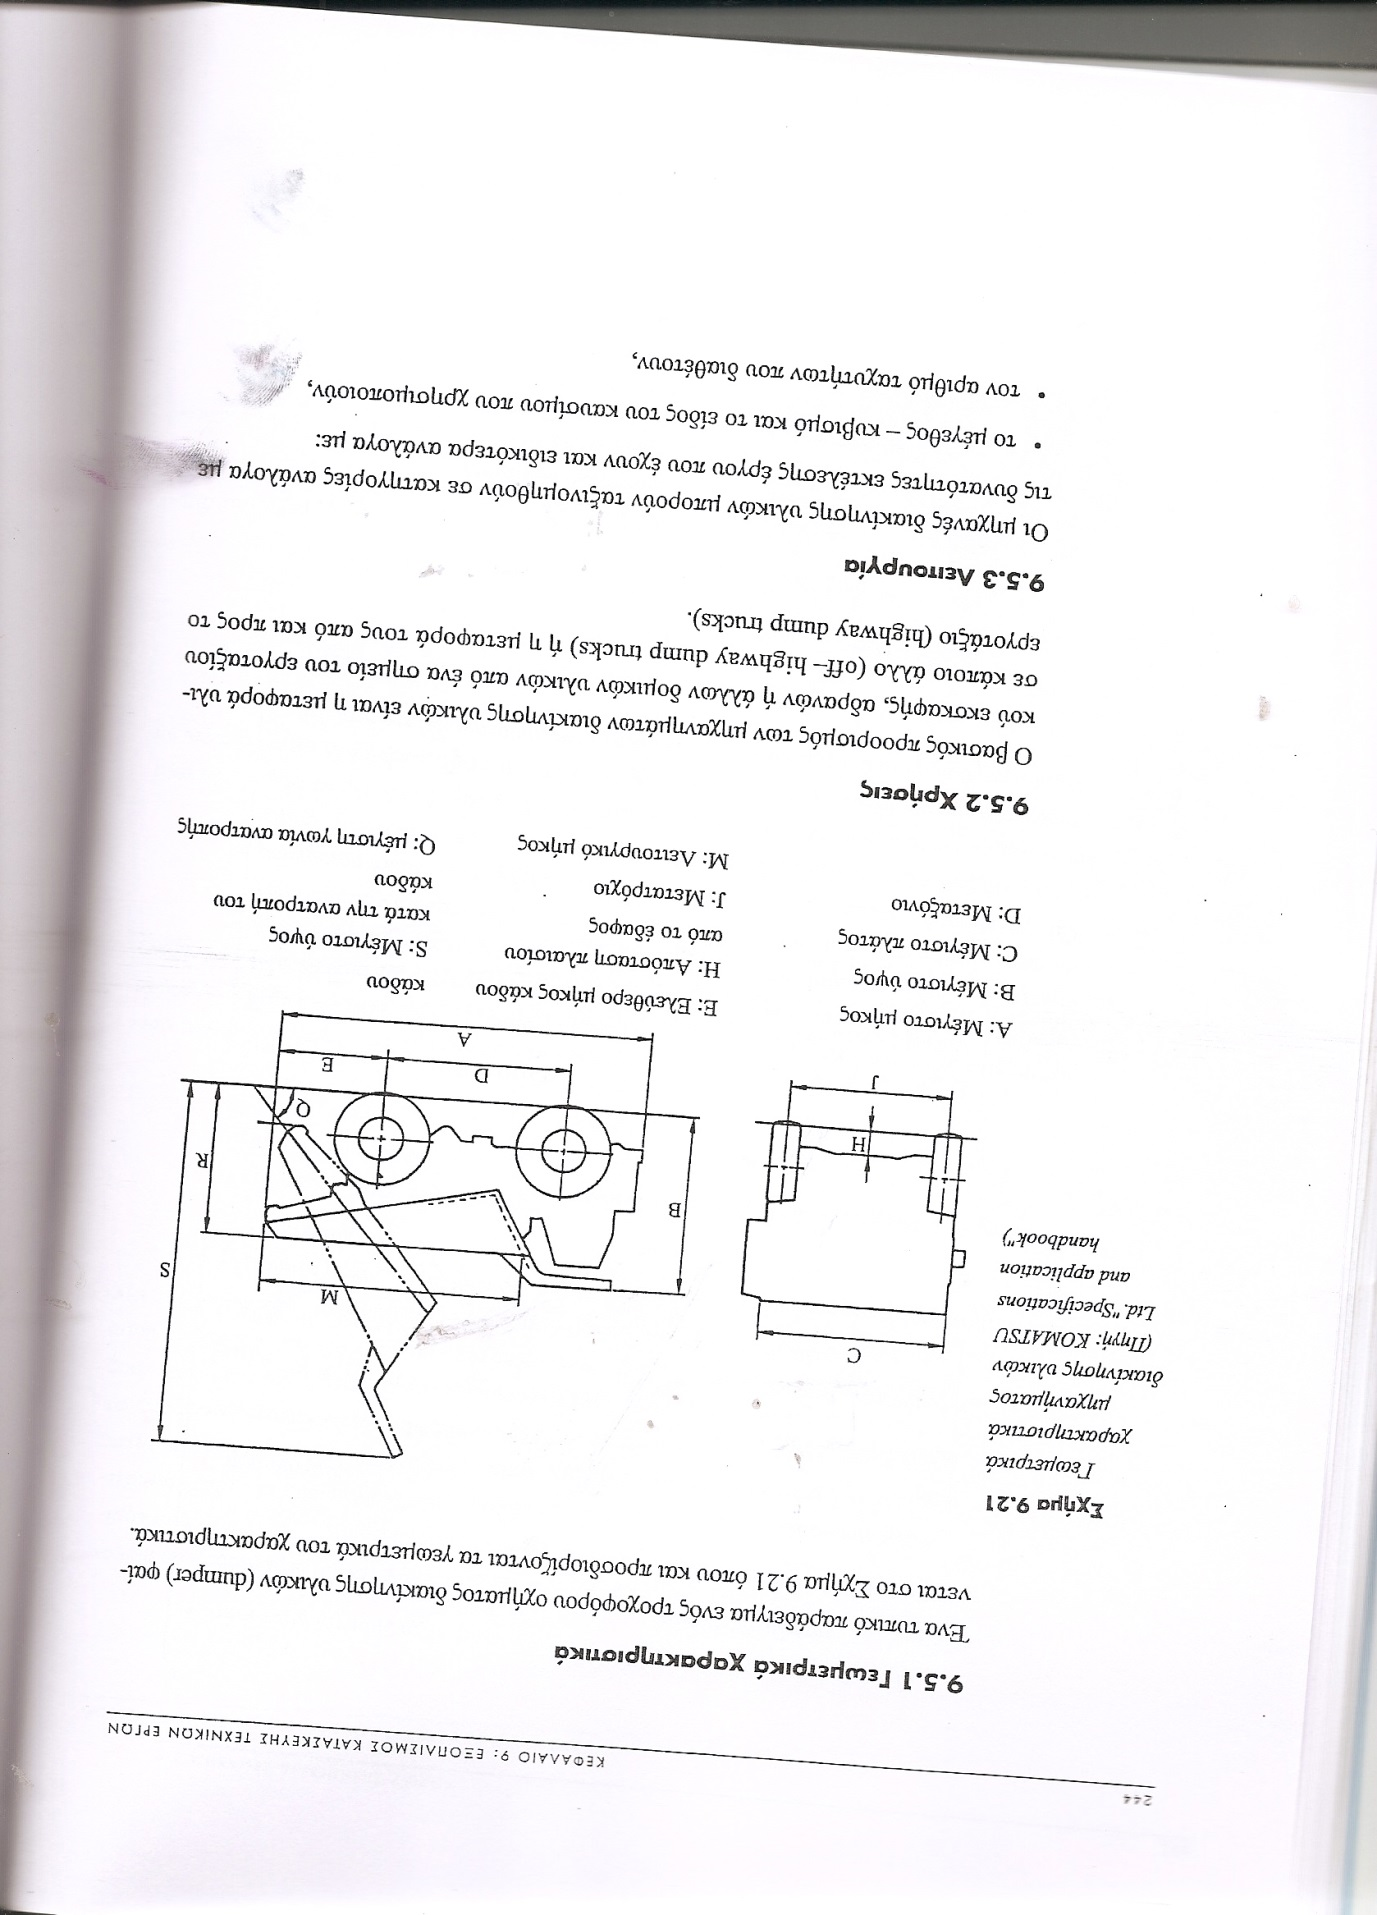 244
ΚΕΦΑΛΑΙΟ 9: ΕΞΟΠΛΙΣΜΟΣ ΚΑΤΑΣΚΕΥΗΣ ΤΕΧΝΙΚΩΝ ΕΡΓΩΝ
9.5.1 Γεωμετρικά Χαρακτηριστικά
Ένα τυπικό παράδειγμα ενός τροχοφόρου οχήματος διακίνησης υλικών (dumper) φαί-
νεται στο Σχήμα 9.21 όπου και προσδιορίζονται τα γεωμετρικά του χαρακτηριστικά.
Σχήμα 9.21
Γεωμετρικά
χαρακτηριστικά
μηχανήματος
διακίνησης υλικών
(Πηγή: KOMATSU
Ltd. "Specifications
and application
handbook")
C
H
J
S
M
B
R
Q
D
E
A
A: Μέγιστο μήκος
B: Μέγιστο ύψος
C: Μέγιστο πλάτος
D: Μεταξόνιο
E: Ελεύθερο μήκος κάδου
H: Απόσταση πλαισίου
από το έδαφος
J: Μετατρόχιο
M: Λειτουργικό μήκος
κάδου
S: Μέγιστο ύψος
κατά την ανατροπή του
κάδου
Q: μέγιστη γωνία ανατροπής
9.5.2 Χρήσεις
Ο βασικός προορισμός των μηχανημάτων διακίνησης υλικών είναι η μεταφορά υλι-
κού εκσκαφής, αδρανών ή άλλων δομικών υλικών από ένα σημείο του εργοταξίου
σε κάποιο άλλο (off– highway dump trucks) ή η μεταφορά τους από και προς το
εργοτάξιο (highway dump trucks).
9.5.3 Λειτουργία
Οι μηχανές διακίνησης υλικών μπορούν ταξινομηθούν σε κατηγορίες ανάλογα με
τις δυνατότητες εκτέλεσης έργου που έχουν και ειδικότερα ανάλογα με:
• το μέγεθος – κυβισμό και το είδος του καυσίμου που χρησιμοποιούν,
• τον αριθμό ταχυτήτων που διαθέτουν,